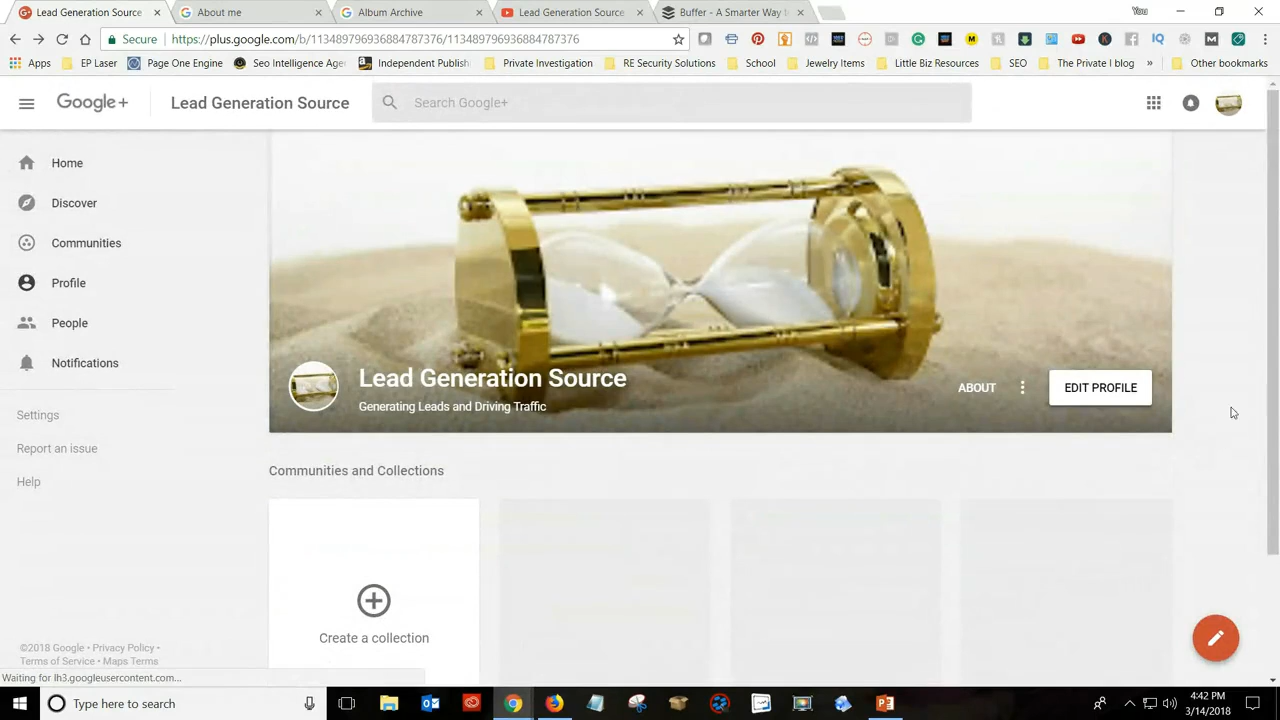 Lead Generation Source
About me
Album Archive
Lead Generation Source
Buffer - A Smarter Way t
You
Secure
https://plus.google.com/b/113489796936884787376/113489796936884787376
Apps
EP Laser
Page One Engine
Seo Intelligence Age
Independent Publish
Private Investigation
RE Security Solutions
School
Jewelry Items
Little Biz Resources
SEO
The Private I blog
»
Other bookmarks
Google+
Lead Generation Source
Search Google+
Home
Discover
Communities
Profile
People
Notifications
Settings
Report an issue
Help
Lead Generation Source
Generating Leads and Driving Traffic
ABOUT
EDIT PROFILE
Communities and Collections
Create a collection
©2018 Google • Privacy Policy •
Terms of Service • Maps Terms
Waiting for lh3.googleusercontent.com...
Type here to search
4:42 PM
3/14/2018